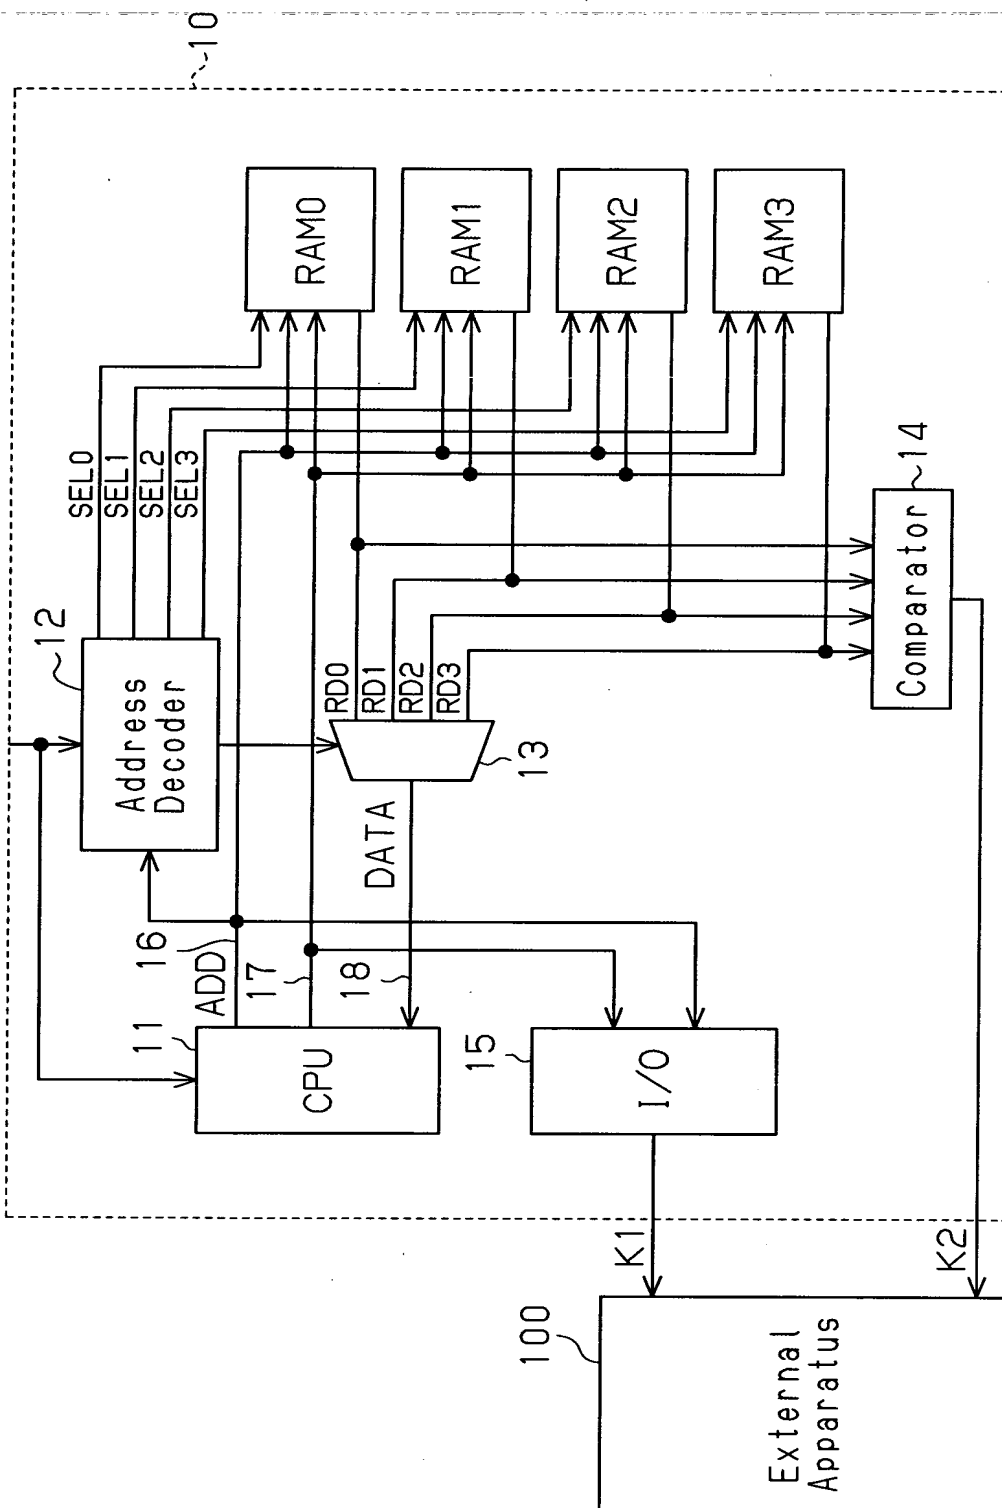 10
12
Address
Decoder
SEL0
SEL1
SEL2
SEL3
RAM0
RAM1
RAM2
RAM3
11
CPU
16
ADD
17
18
DATA
RD0
RD1
RD2
RD3
13
14
Comparator
15
I/O
K1
K2
100
External
Apparatus